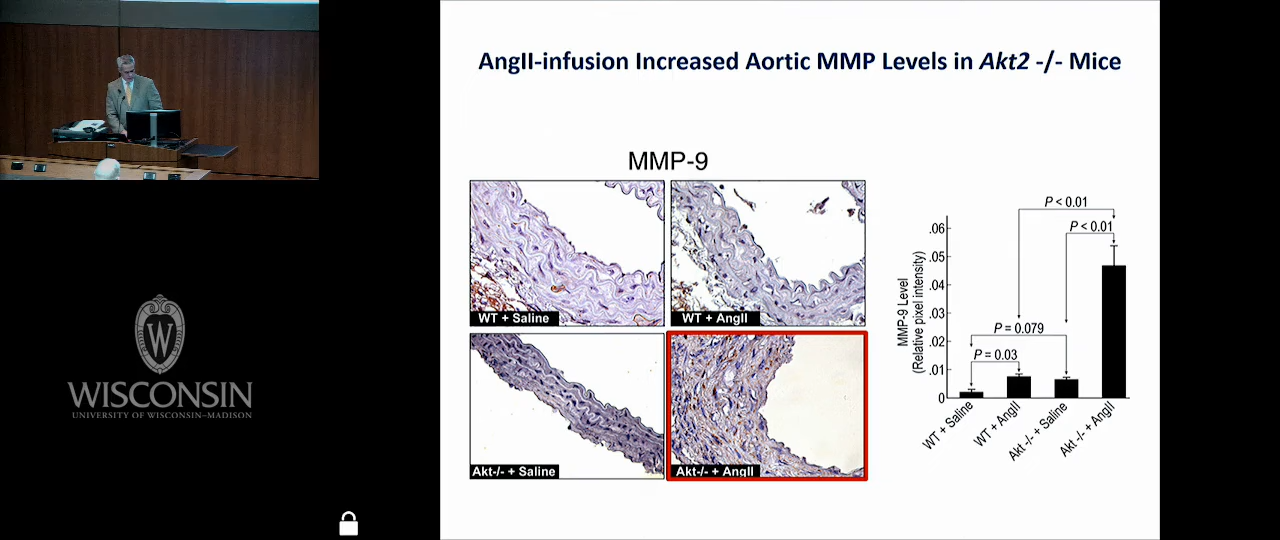 AngII-infusion Increased Aortic MMP Levels in Akt2 -/- Mice
MMP-9
WT + Saline
WT + AngII
Akt-/- + Saline
Akt-/- + AngII
P < 0.01
P < 0.01
P = 0.079
P = 0.03
.06
.05
.04
.03
.02
.01
0
MMP-9 Level
(Relative pixel intensity)
WT + Saline
WT + AngII
Akt -/- + Saline
Akt -/- + AngII
W
WISCONSIN
UNIVERSITY OF WISCONSIN–MADISON